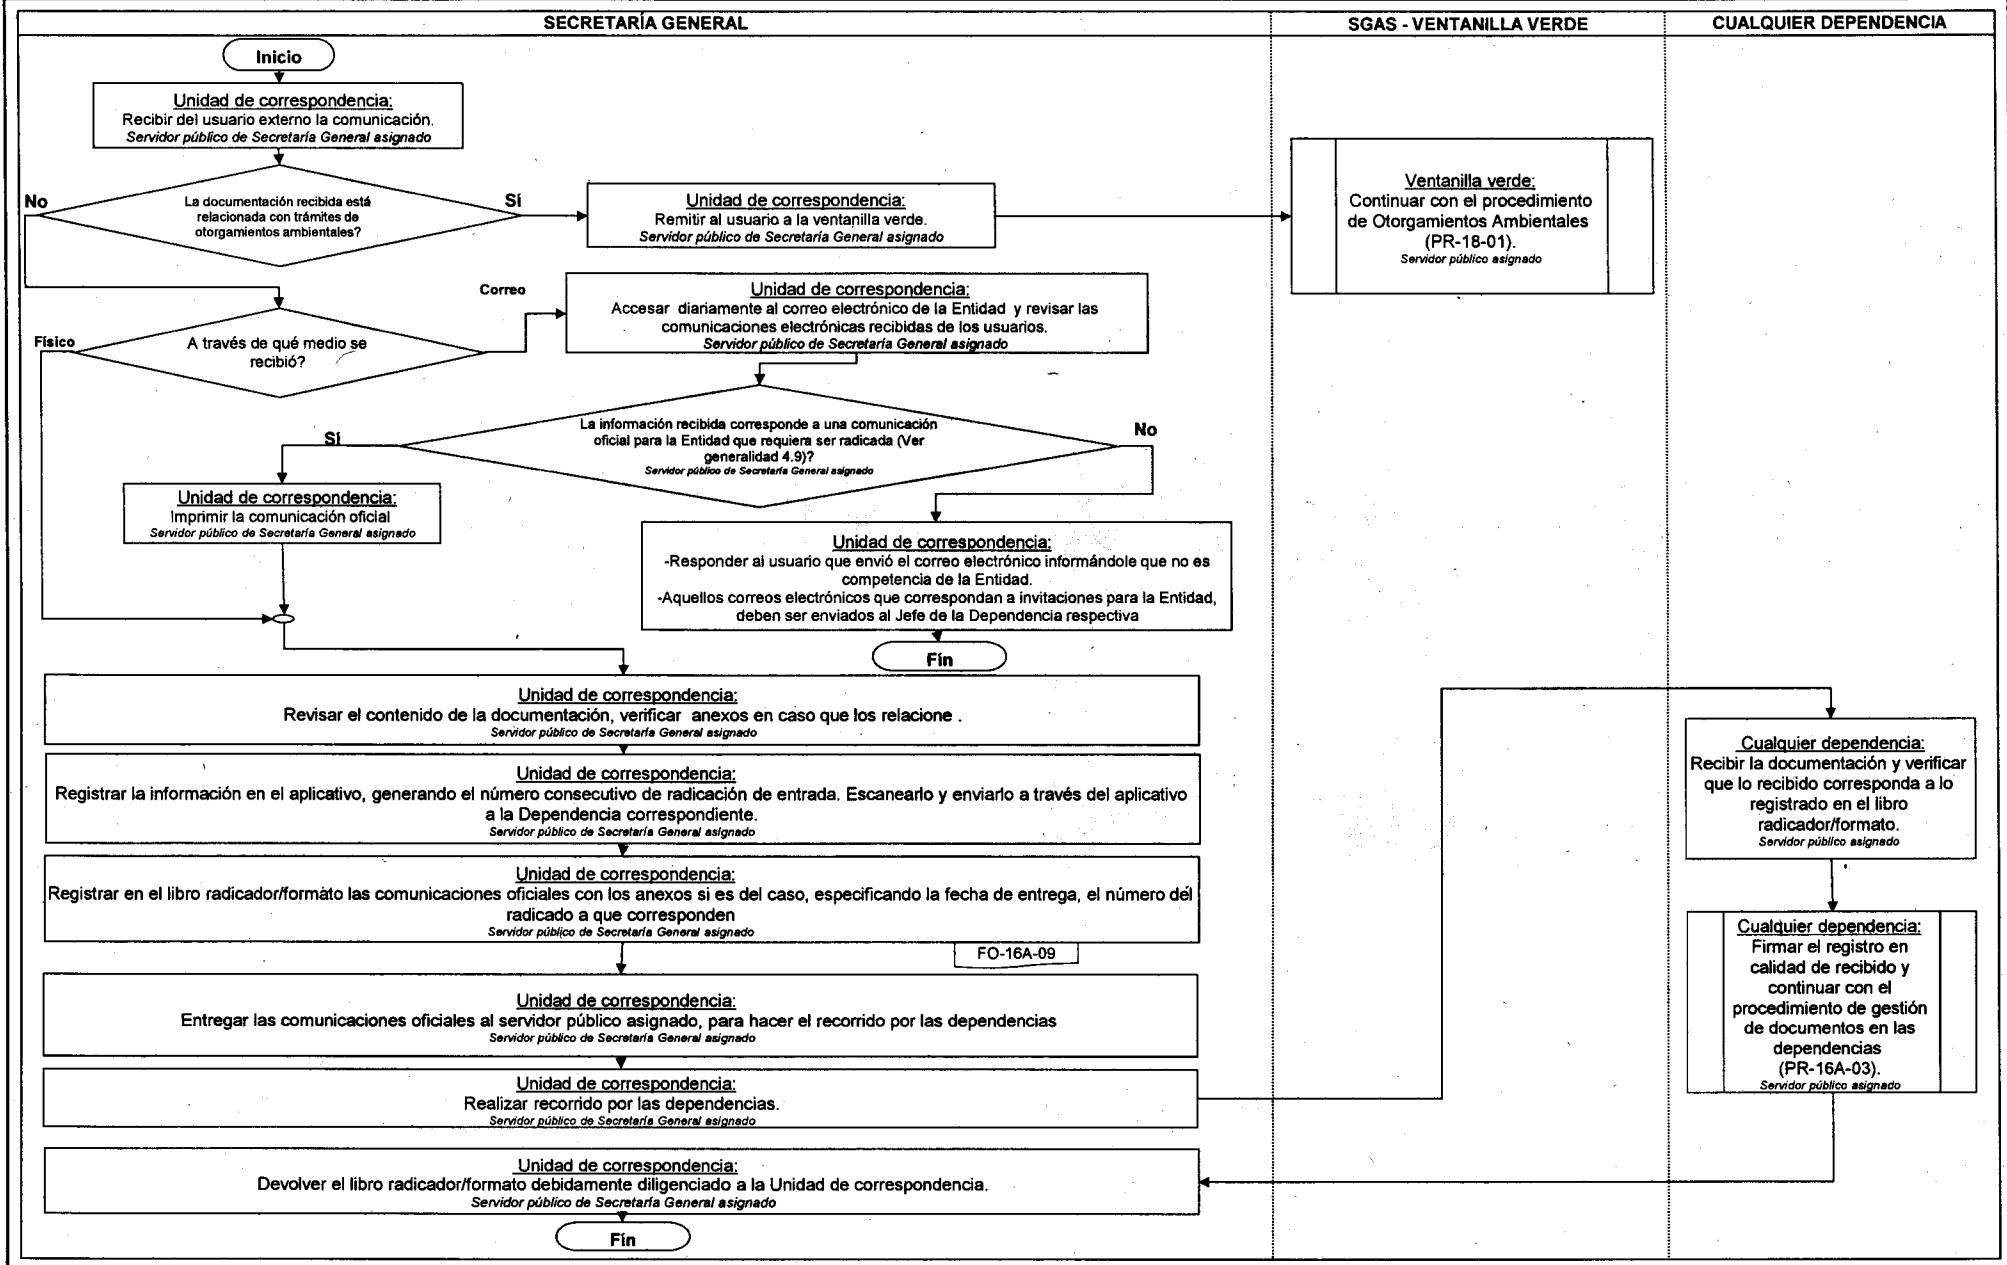 SECRETARÍA GENERAL
SGAS - VENTANILLA VERDE
CUALQUIER DEPENDENCIA
Inicio
Unidad de correspondencia:
Recibir del usuario externo la comunicación.
Servidor público de Secretaría General asignado
No
La documentación recibida está
relacionada con trámites de
otorgamientos ambientales?
Sí
Unidad de correspondencia:
Remitir al usuario a la ventanilla verde.
Servidor público de Secretaría General asignado
Ventanilla verde:
Continuar con el procedimiento
de Otorgamientos Ambientales
(PR-18-01).
Servidor público asignado
Físico
A través de qué medio se
recibió?
Correo
Unidad de correspondencia:
Accesar diariamente al correo electrónico de la Entidad y revisar las
comunicaciones electrónicas recibidas de los usuarios.
Servidor público de Secretaría General asignado
Sí
La información recibida corresponde a una comunicación
oficial para la Entidad que requiera ser radicada (Ver
generalidad 4.9)?
Servidor público de Secretaría General asignado
No
Unidad de correspondencia:
Imprimir la comunicación oficial
Servidor público de Secretaría General asignado
Unidad de correspondencia:
-Responder al usuario que envió el correo electrónico informándole que no es
competencia de la Entidad.
-Aquellos correos electrónicos que correspondan a invitaciones para la Entidad,
deben ser enviados al Jefe de la Dependencia respectiva
Fín
Unidad de correspondencia:
Revisar el contenido de la documentación, verificar anexos en caso que los relacione .
Servidor público de Secretaría General asignado
Unidad de correspondencia:
Registrar la información en el aplicativo, generando el número consecutivo de radicación de entrada. Escanearlo y enviarlo a través del aplicativo
a la Dependencia correspondiente.
Servidor público de Secretaría General asignado
Unidad de correspondencia:
Registrar en el libro radicador/formato las comunicaciones oficiales con los anexos si es del caso, especificando la fecha de entrega, el número del
radicado a que corresponden
Servidor público de Secretaría General asignado
FO-16A-09
Unidad de correspondencia:
Entregar las comunicaciones oficiales al servidor público asignado, para hacer el recorrido por las dependencias
Servidor público de Secretaría General asignado
Unidad de correspondencia:
Realizar recorrido por las dependencias.
Servidor público de Secretaría General asignado
Cualquier dependencia:
Recibir la documentación y verificar
que lo recibido corresponda a lo
registrado en el libro
radicador/formato.
Servidor público asignado
Cualquier dependencia:
Firmar el registro en
calidad de recibido y
continuar con el
procedimiento de gestión
de documentos en las
dependencias
(PR-16A-03).
Servidor público asignado
Unidad de correspondencia:
Devolver el libro radicador/formato debidamente diligenciado a la Unidad de correspondencia.
Servidor público de Secretaría General asignado
Fín